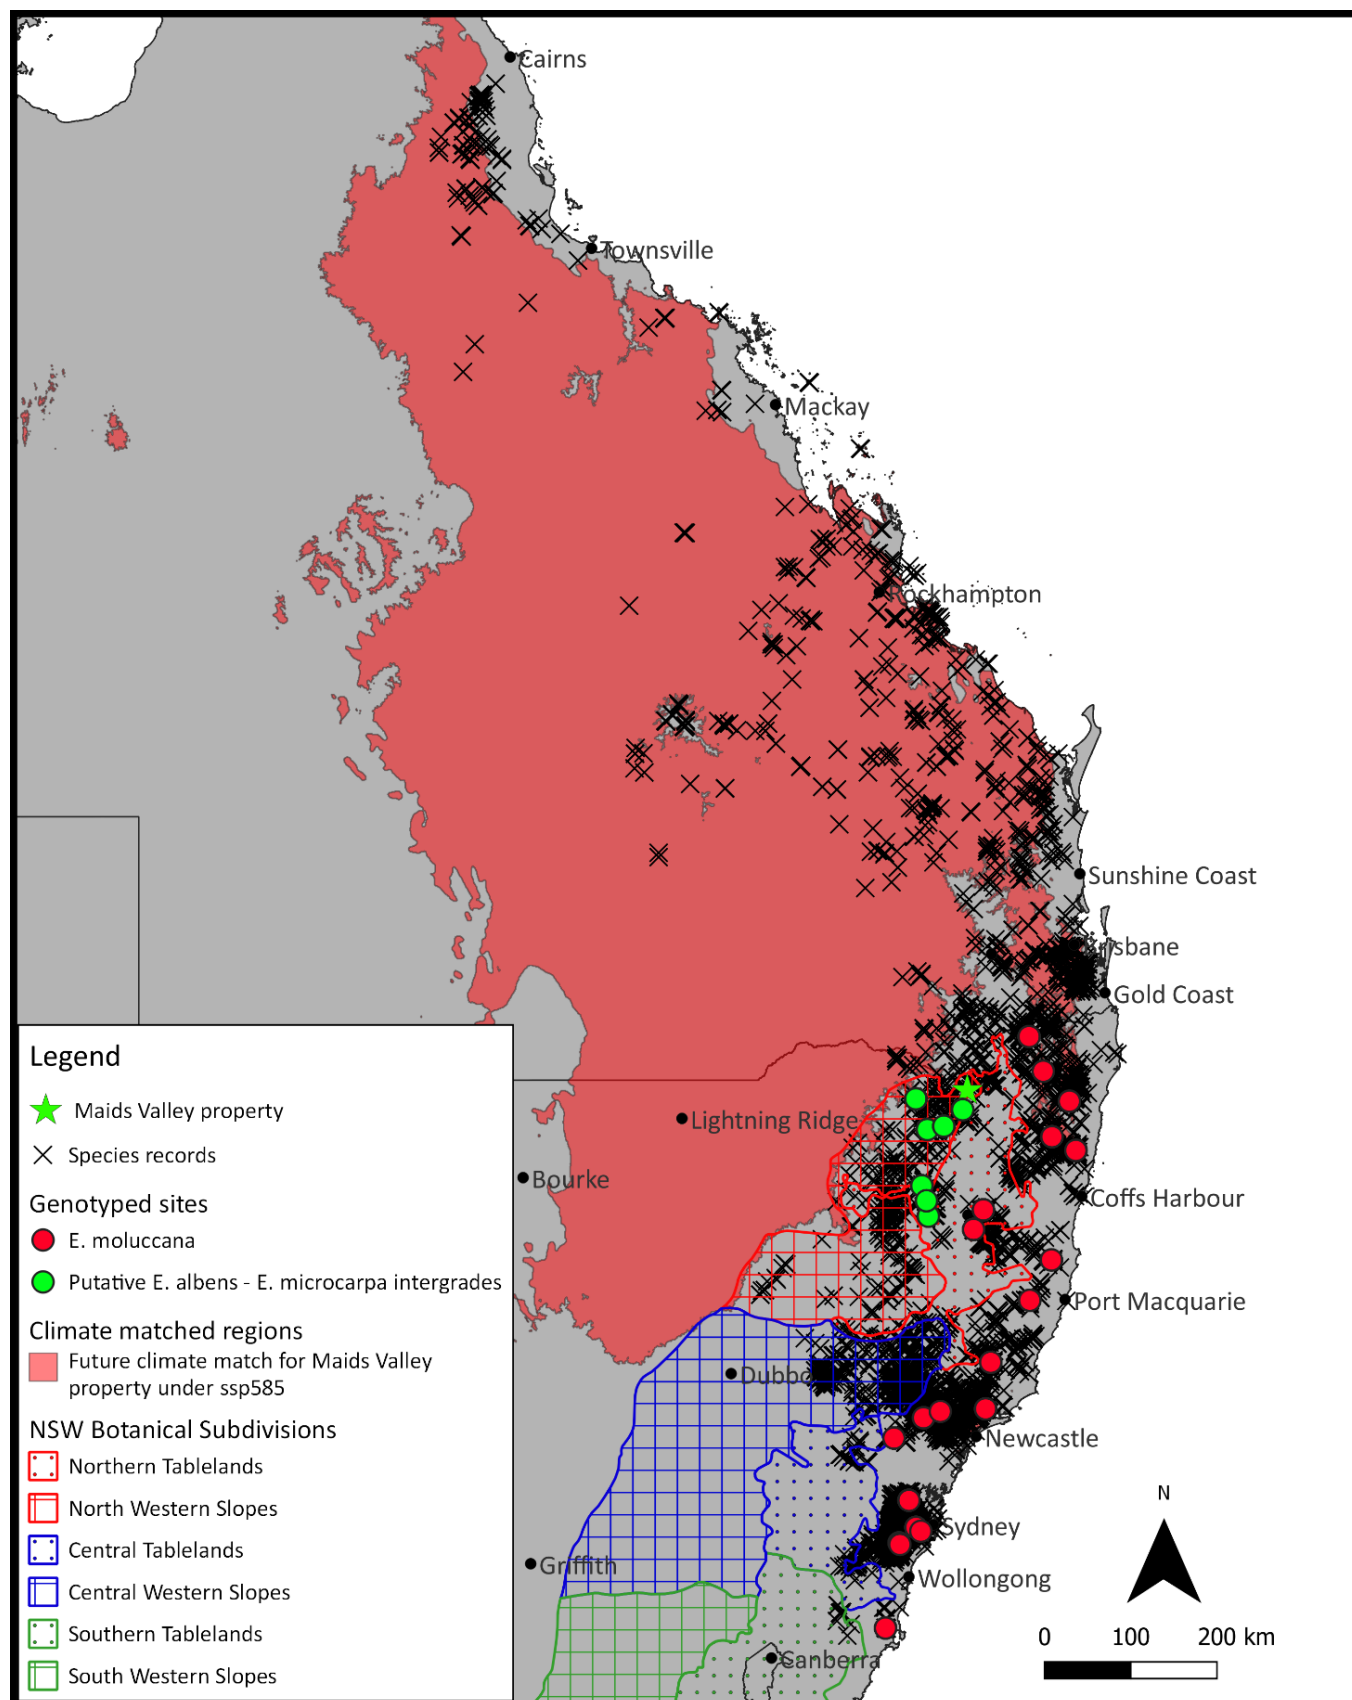 Cairns
Townsville
Mackay
Rockhampton
Sunshine Coast
Brisbane
Gold Coast
Lightning Ridge
Bourke
Coffs Harbour
Port Macquarie
Dubbo
Newcastle
Sydney
Griffith
Wollongong
Canberra
Legend
Maids Valley property
Species records
Genotyped sites
E. moluccana
Putative E. albens - E. microcarpa intergrades
Climate matched regions
Future climate match for Maids Valley
property under ssp585
NSW Botanical Subdivisions
Northern Tablelands
North Western Slopes
Central Tablelands
Central Western Slopes
Southern Tablelands
South Western Slopes
N
0 100 200 km